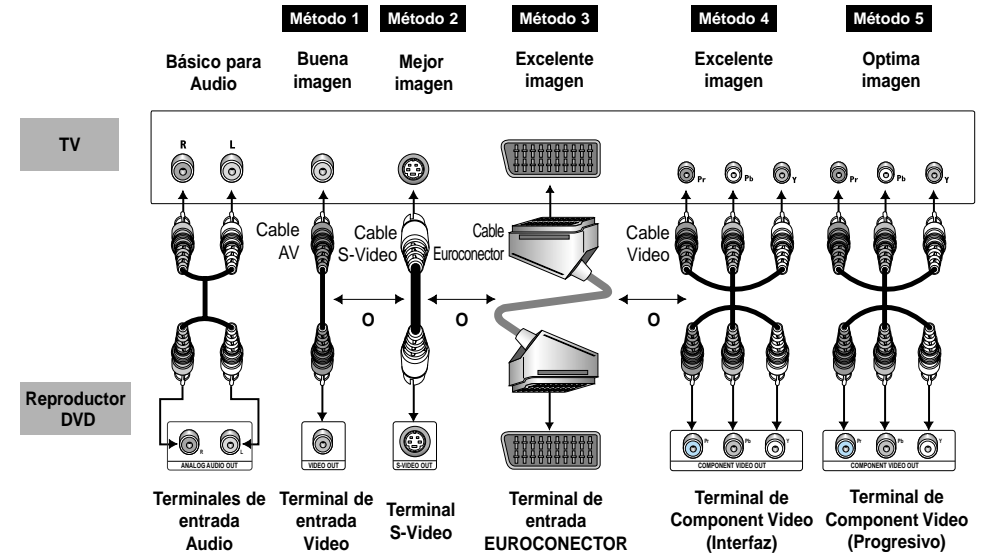 Método 1 Método 2 Método 3 Método 4 Método 5
Básico para Buena Mejor Excelente Excelente Optima
Audio imagen imagen imagen imagen imagen
TV
R L
Pr Pb Y Pr Pb Y
Cable Cable Cable Cable
AV S-Video Euroconector Video
O O O
Reproductor
DVD
R L Pr Pb Y Pr Pb Y
ANALOG AUDIO OUT VIDEO OUT S-VIDEO OUT COMPONENT VIDEO OUT COMPONENT VIDEO OUT
Terminales de Terminal de Terminal Terminal de Terminal de Terminal de
entrada entrada S-Video entrada Component Video Component Video
Audio Video EUROCONECTOR (Interfaz) (Progresivo)